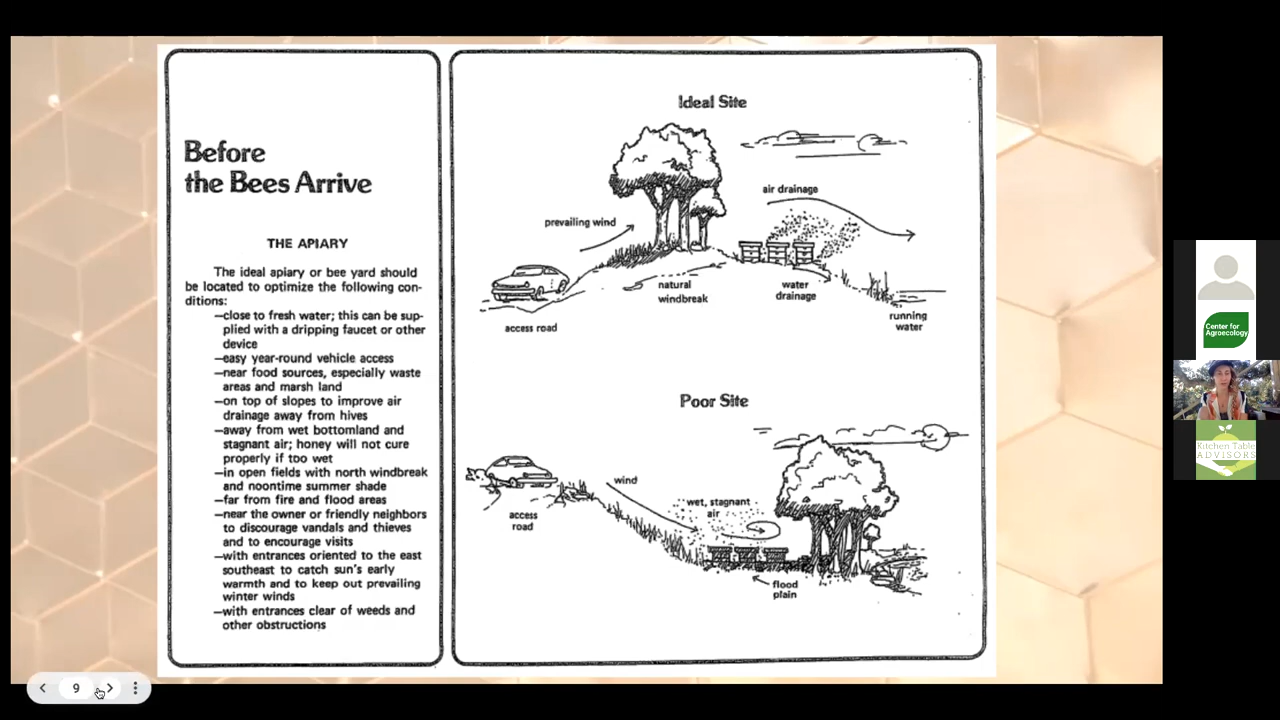 Before
the Bees Arrive
THE APIARY
The ideal apiary or bee yard should
be located to optimize the following con-
ditions:
—close to fresh water; this can be sup-
plied with a dripping faucet or other
device
—easy year-round vehicle access
—near food sources, especially waste
areas and marsh land
—on top of slopes to improve air
drainage away from hives
—away from wet bottomland and
stagnant air; honey will not cure
properly if too wet
—in open fields with north windbreak
and noontime summer shade
—far from fire and flood areas
—near the owner or friendly neighbors
to discourage vandals and thieves
and to encourage visits
—with entrances oriented to the east
southeast to catch sun's early
warmth and to keep out prevailing
winter winds
—with entrances clear of weeds and
other obstructions
Ideal Site
air drainage
prevailing wind
natural
windbreak
water
drainage
running
water
access road
Poor Site
wind
wet, stagnant
air
access
road
flood
plain
9
Center for
Agroecology
Kitchen Table
ADVISORS